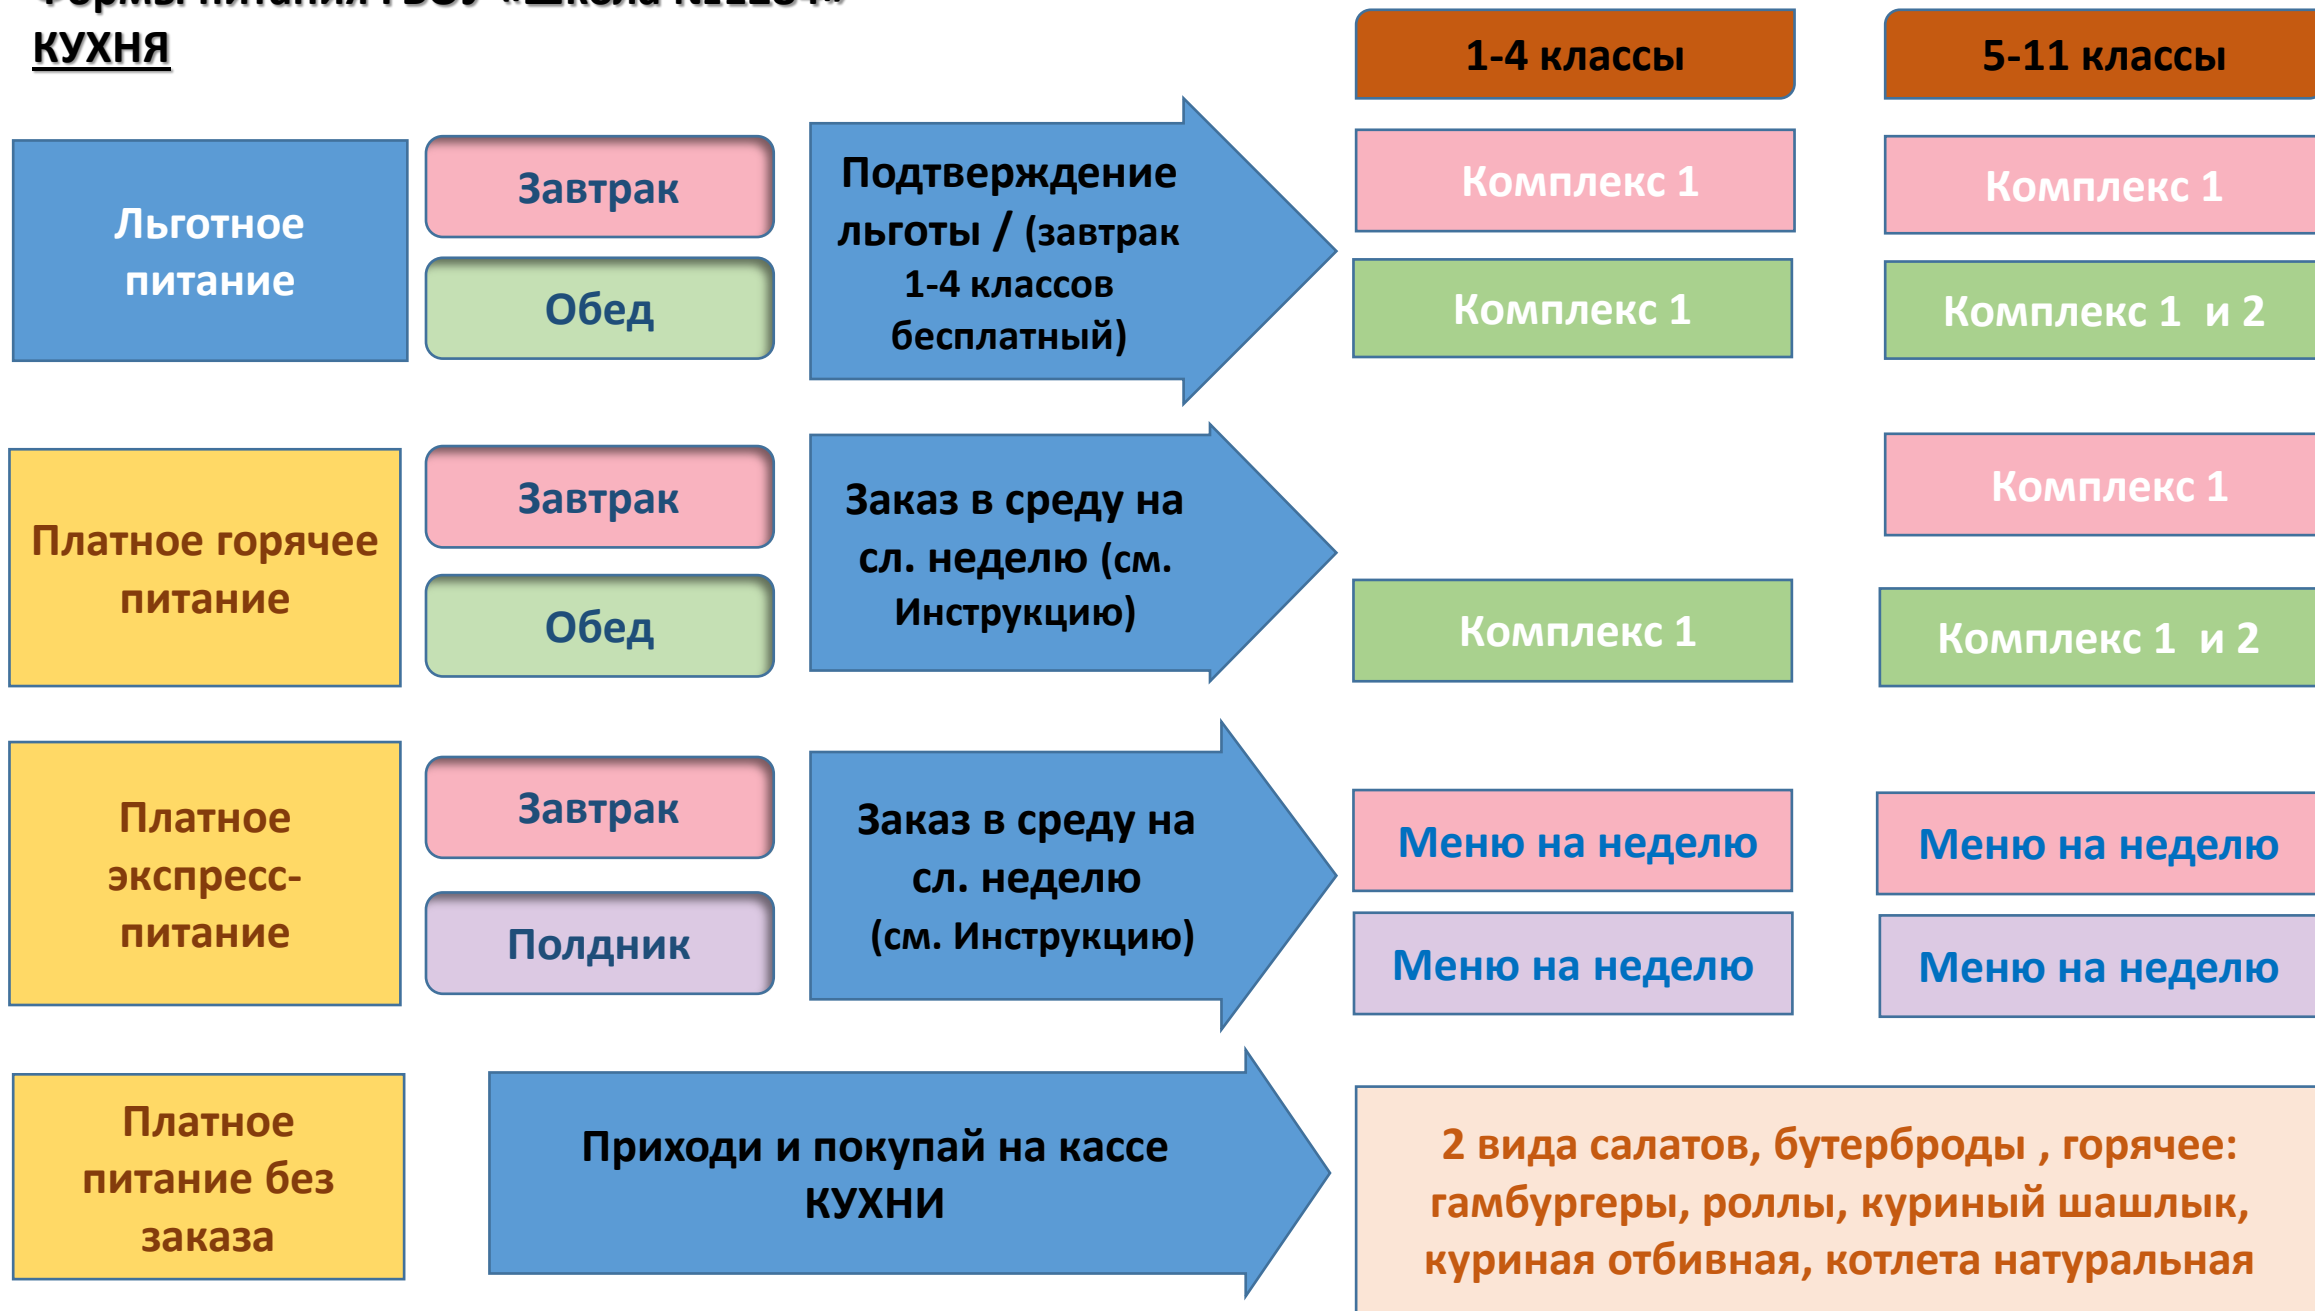 КУХНЯ
1-4 классы
5-11 классы
Льготное
питание
Завтрак
Обед
Подтверждение
льготы / (завтрак
1-4 классов
бесплатный)
Комплекс 1
Комплекс 1
Комплекс 1
Комплекс 1 и 2
Платное горячее
питание
Завтрак
Обед
Заказ в среду на
сл. неделю (см.
Инструкцию)
Комплекс 1
Комплекс 1
Комплекс 1 и 2
Платное
экспресс-
питание
Завтрак
Полдник
Заказ в среду на
сл. неделю
(см. Инструкцию)
Меню на неделю
Меню на неделю
Меню на неделю
Меню на неделю
Платное
питание без
заказа
Приходи и покупай на кассе
КУХНИ
2 вида салатов, бутерброды , горячее:
гамбургеры, роллы, куриный шашлык,
куриная отбивная, котлета натуральная